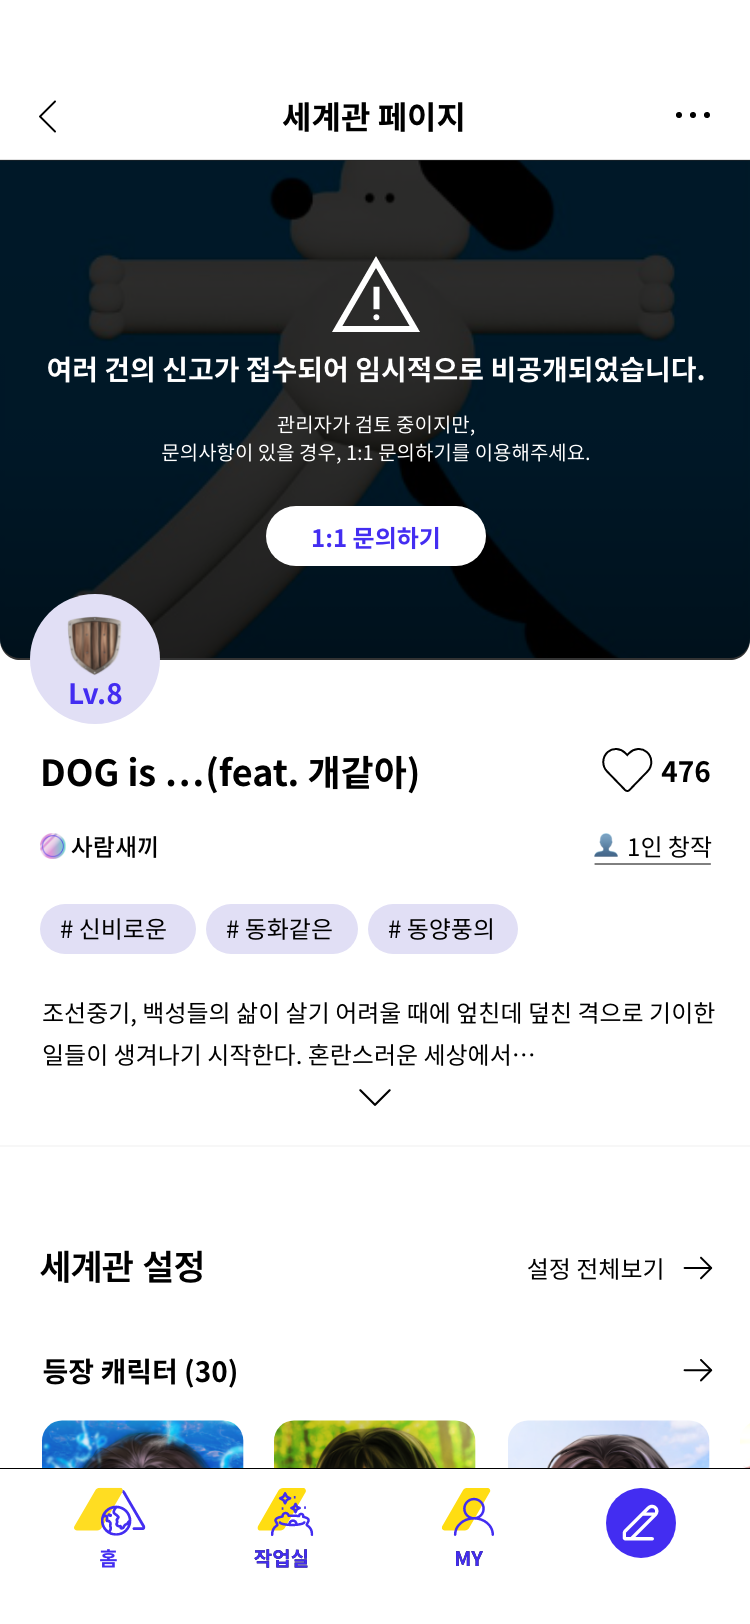 세계관 페이지
여러 건의 신고가 접수되어 임시적으로 비공개되었습니다.
관리자가 검토 중이지만,
문의사항이 있을 경우, 1:1 문의하기를 이용해주세요.
1:1 문의하기
Lv.8
DOG is ...(feat. 개같아)
476
사람새끼
1인 창작
# 신비로운
# 동화같은
# 동양풍의
조선중기, 백성들의 삶이 살기 어려울 때에 엎친데 덮친 격으로 기이한
일들이 생겨나기 시작한다. 혼란스러운 세상에서…
세계관 설정
설정 전체보기
등장 캐릭터 (30)
홈
작업실
MY